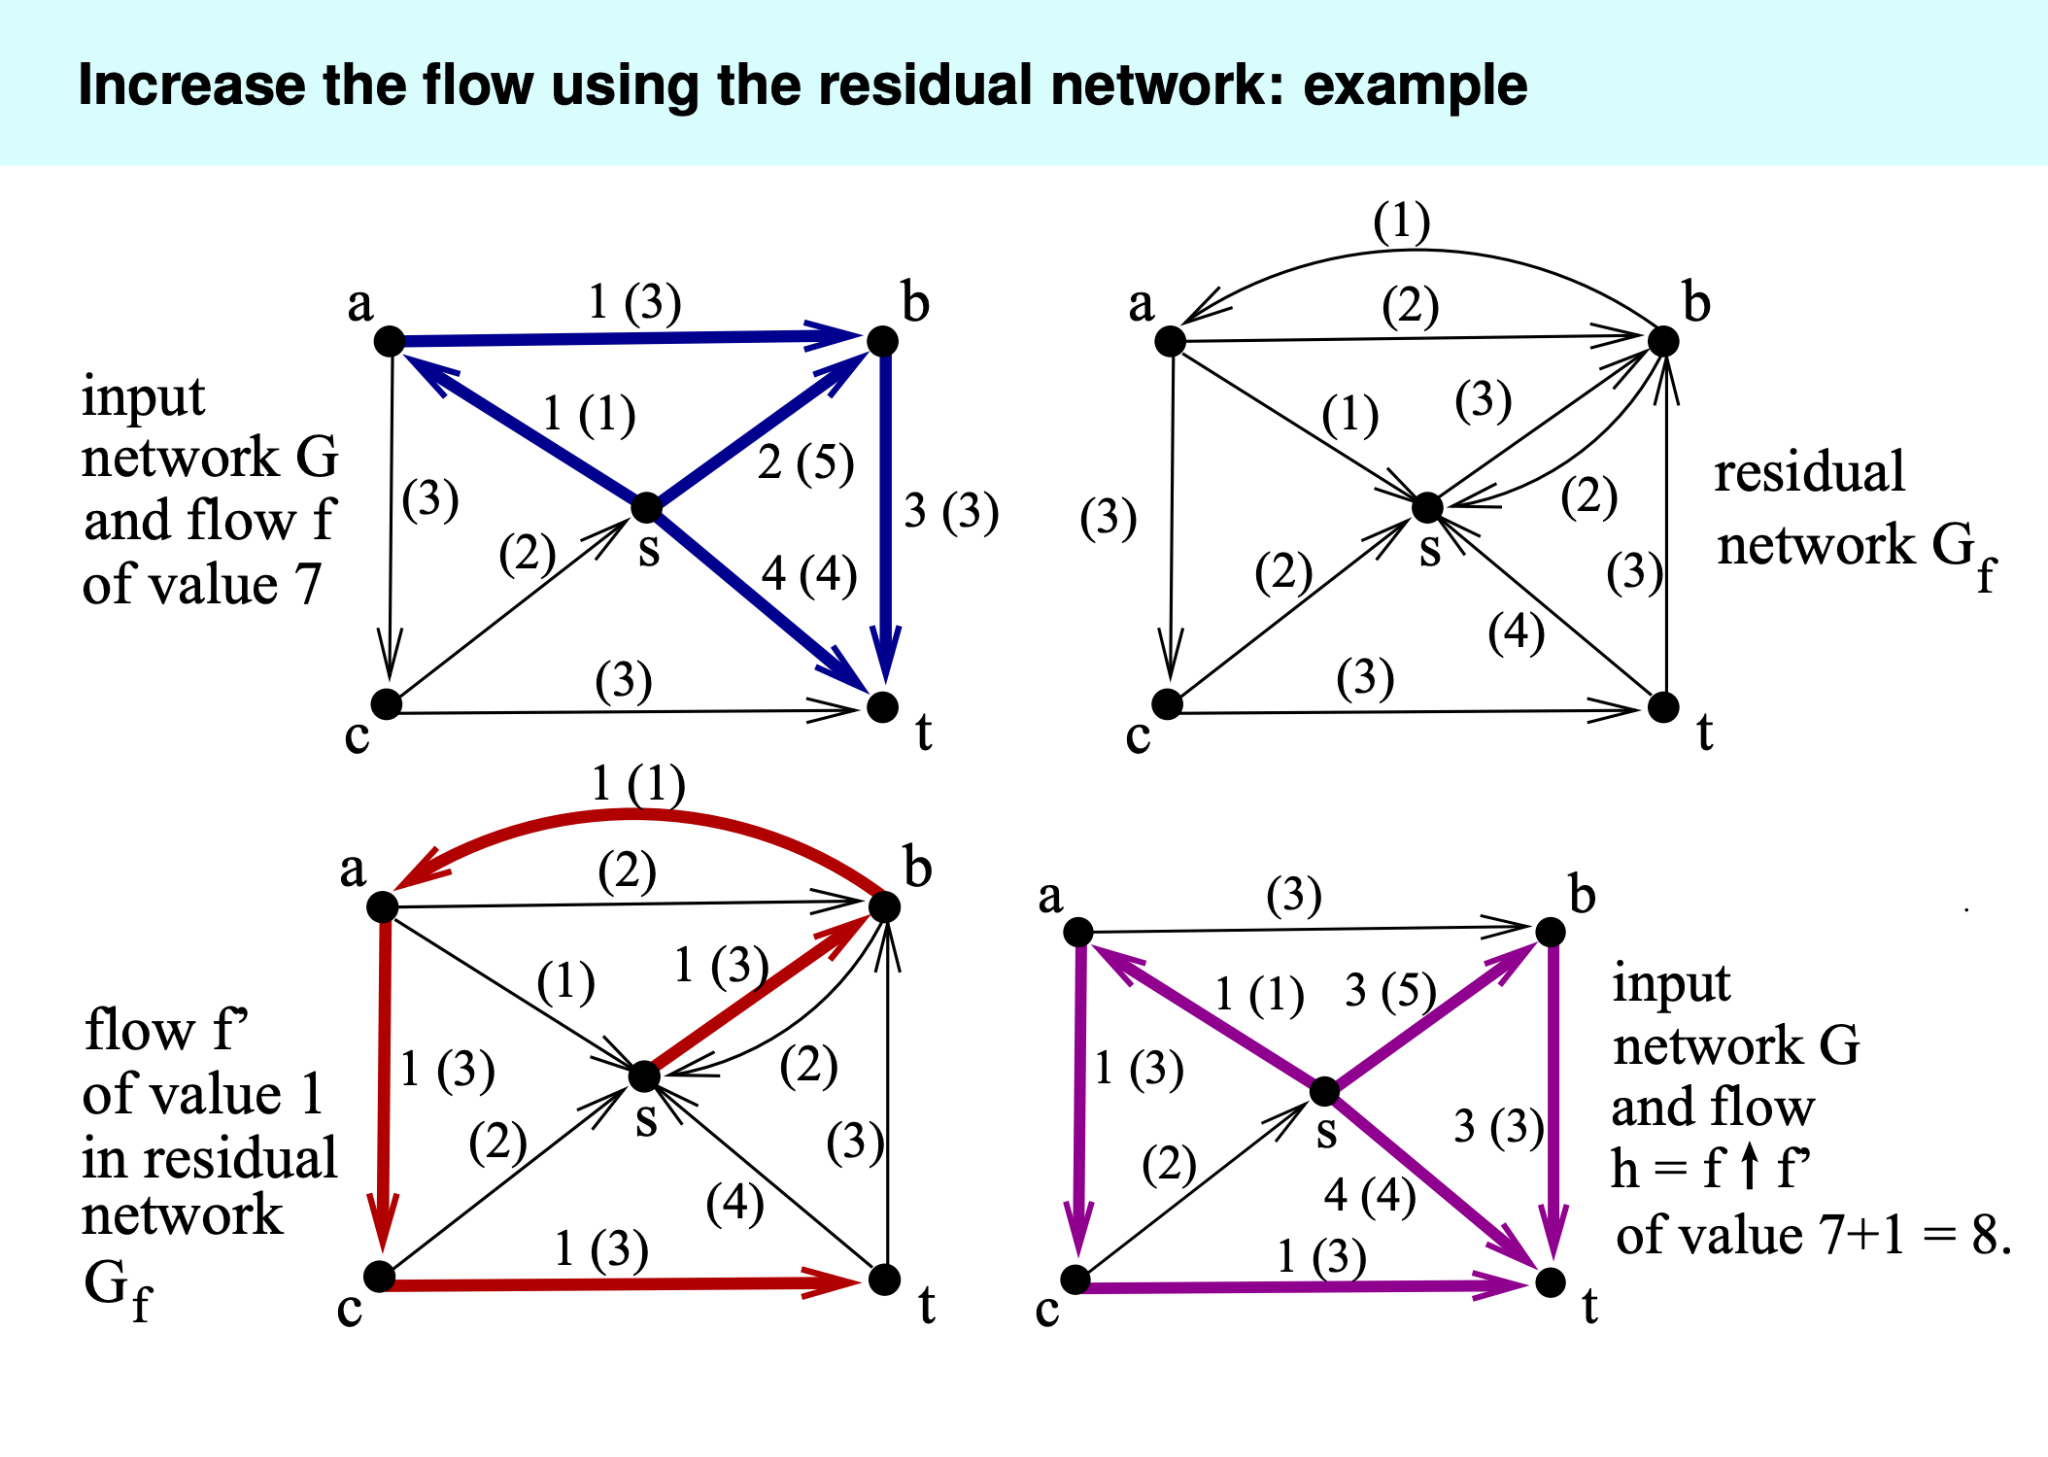 Increase the flow using the residual network: example
a
1 (3)
b
input
network G
and flow f
of value 7
1 (1)
2 (5)
(3)
3 (3)
(2)
s
4 (4)
(3)
c
t
(1)
a
(2)
b
(1)
(3)
(3)
(2)
(2)
s
(3)
(4)
(3)
c
t
residual
network Gf
1 (1)
a
(2)
b
flow f’
of value 1
in residual
network
Gf
(1)
1 (3)
1 (3)
(2)
(2)
s
(3)
(4)
1 (3)
c
t
a
(3)
b
1 (1)
3 (5)
1 (3)
s
3 (3)
(2)
4 (4)
1 (3)
c
t
input
network G
and flow
h = f ↑ f’
of value 7+1 = 8.